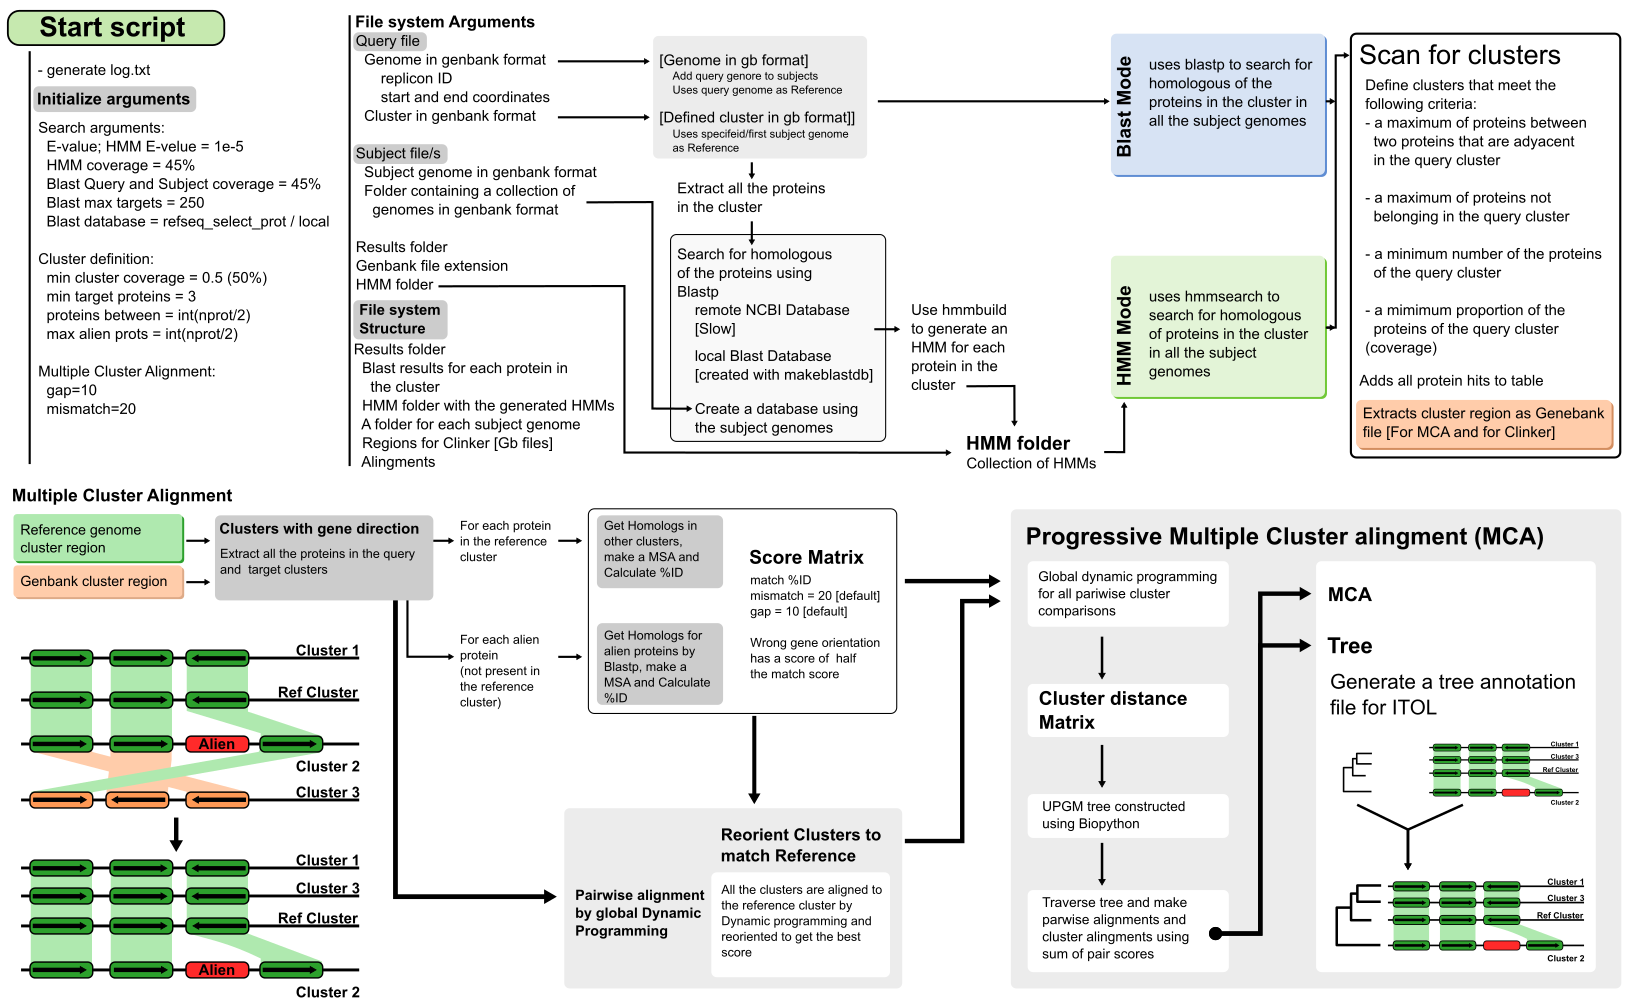 Start script
- generate log.txt
Initialize arguments
Search arguments:
E-value; HMM E-velue = 1e-5
HMM coverage = 45%
Blast Query and Subject coverage = 45%
Blast max targets = 250
Blast database = refseq_select_prot / local
Cluster definition:
min cluster coverage = 0.5 (50%)
min target proteins = 3
proteins between = int(nprot/2)
max alien prots = int(nprot/2)
Multiple Cluster Alignment:
gap=10
mismatch=20
File system Arguments
Query file
Genome in genbank format
replicon ID
start and end coordinates
Cluster in genbank format
Subject file/s
Subject genome in genbank format
Folder containing a collection of
genomes in genbank format
Results folder
Genbank file extension
HMM folder
File system
Structure
Results folder
Blast results for each protein in
the cluster
HMM folder with the generated HMMs
A folder for each subject genome
Regions for Clinker [Gb files]
Alingments
[Genome in gb format]
Add query genore to subjects
Uses query genome as Reference
[Defined cluster in gb format]]
Uses specifeid/first subject genome
as Reference
Extract all the proteins
in the cluster
Search for homologous
of the proteins using
Blastp
remote NCBI Database
[Slow]
local Blast Database
[created with makeblastdb]
Create a database using
the subject genomes
Use hmmbuild
to generate an
HMM for each
protein in the
cluster
HMM folder
Collection of HMMs
Blast Mode
uses blastp to search for
homologous of the
proteins in the cluster in
all the subject genomes
HMM Mode
uses hmmsearch to
search for homologous
of proteins in the cluster
in all the subject
genomes
Scan for clusters
Define clusters that meet the
following criteria:
- a maximum of proteins between
two proteins that are adyacent
in the query cluster
- a maximum of proteins not
belonging in the query cluster
- a minimum number of the proteins
of the query cluster
- a mimimum proportion of the
proteins of the query cluster
(coverage)
Adds all protein hits to table
Extracts cluster region as Genebank
file [For MCA and for Clinker]
Multiple Cluster Alignment
Reference genome
cluster region
Genbank cluster region
Clusters with gene direction
Extract all the proteins in the query
and target clusters
For each protein
in the reference
cluster
For each alien
protein
(not present in
the reference
cluster)
Get Homologs in
other clusters,
make a MSA and
Calculate %ID
Get Homologs for
alien proteins by
Blastp, make a
MSA and Calculate
%ID
Score Matrix
match %ID
mismatch = 20 [default]
gap = 10 [default]
Wrong gene orientation
has a score of half
the match score
Cluster 1
Ref Cluster
Alien
Cluster 2
Cluster 3
Cluster 1
Cluster 3
Ref Cluster
Alien
Cluster 2
Pairwise alignment
by global Dynamic
Programming
Reorient Clusters to
match Reference
All the clusters are aligned to
the reference cluster by
Dynamic programming and
reoriented to get the best
score
Progressive Multiple Cluster alingment (MCA)
Global dynamic programming
for all pariwise cluster
comparisons
Cluster distance
Matrix
UPGM tree constructed
using Biopython
Traverse tree and make
parwise alignments and
cluster alingments using
sum of pair scores
MCA
Tree
Generate a tree annotation
file for ITOL
Cluster 1
Cluster 3
Ref Cluster
Cluster 2
Cluster 1
Cluster 3
Ref Cluster
Cluster 2